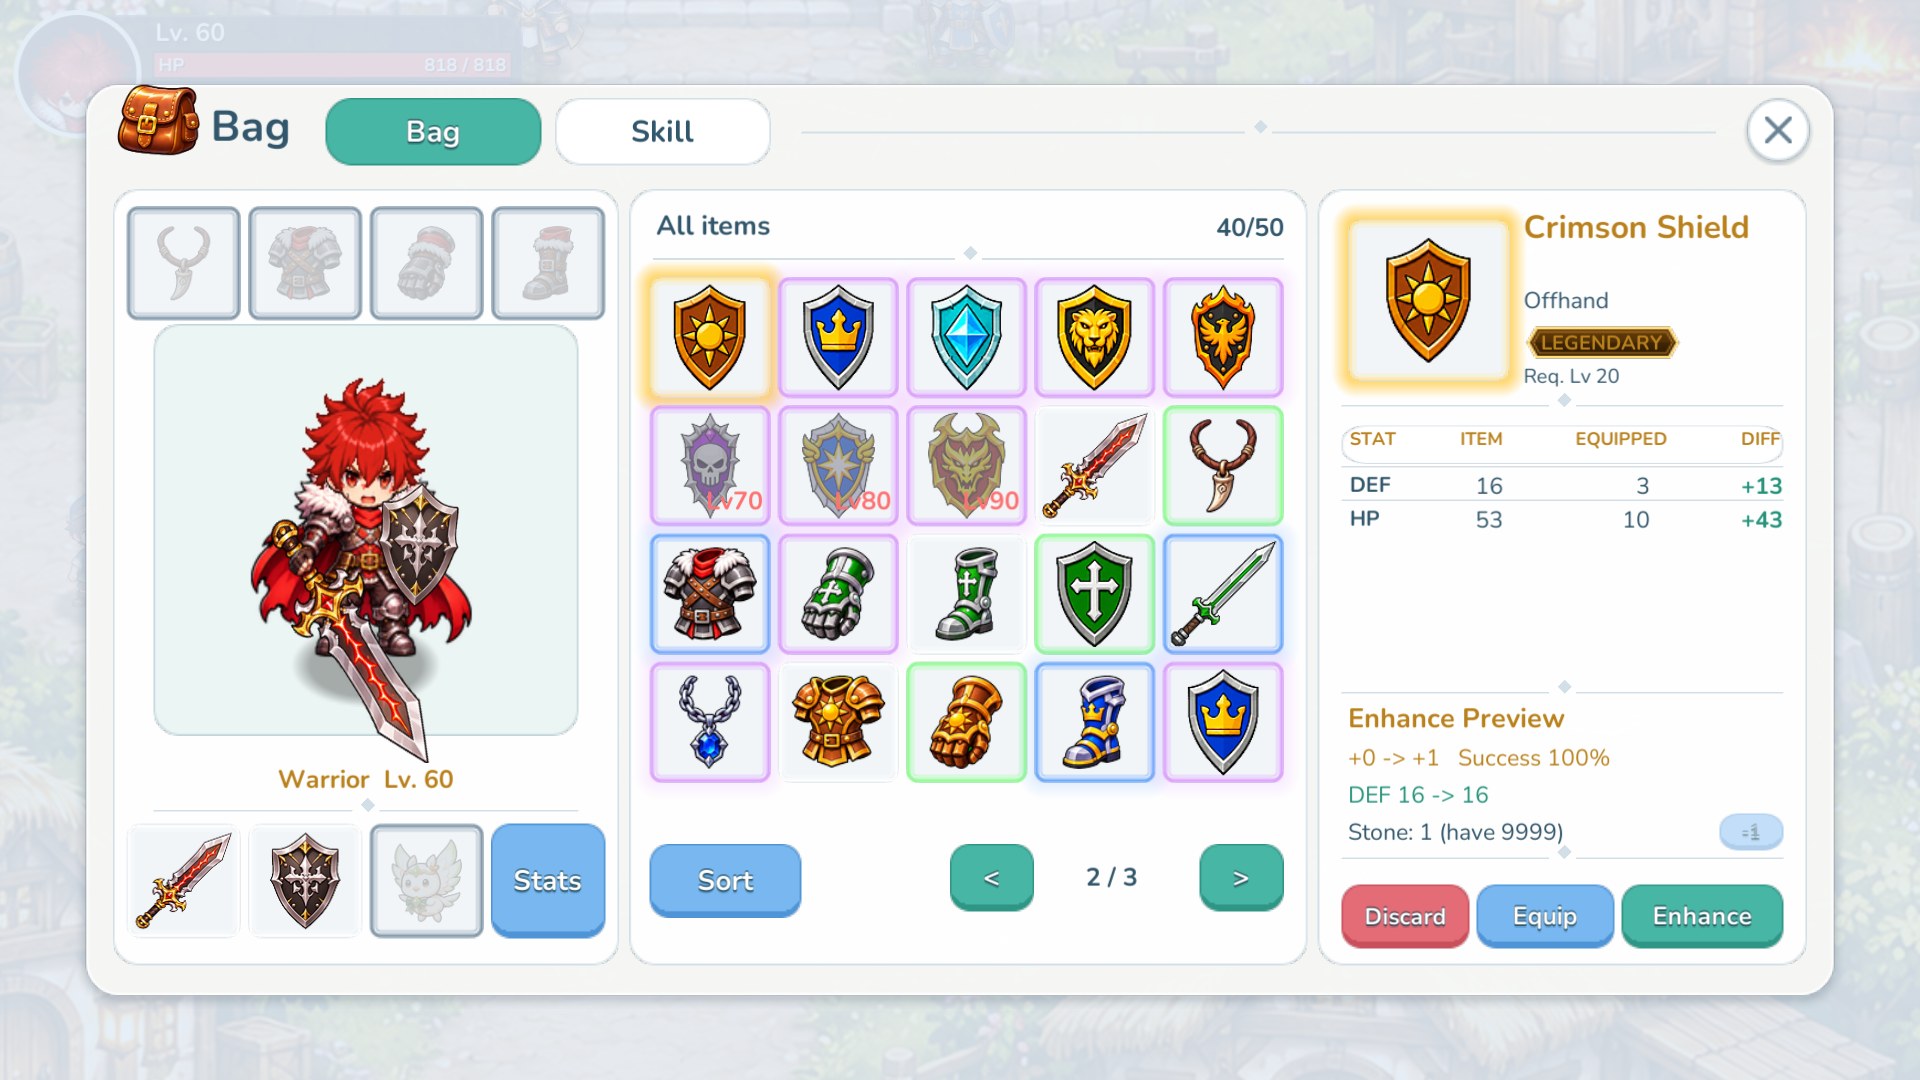 Lv. 60
HP 818 / 818
Bag
Bag
Skill
All items
40/50
Lv70
Lv80
Lv90
Warrior Lv. 60
Stats
Sort
<
2 / 3
>
Crimson Shield
Offhand
LEGENDARY
Req. Lv 20
STAT ITEM EQUIPPED DIFF
DEF 16 3 +13
HP 53 10 +43
Enhance Preview
+0 -> +1 Success 100%
DEF 16 -> 16
Stone: 1 (have 9999)
-1
Discard
Equip
Enhance